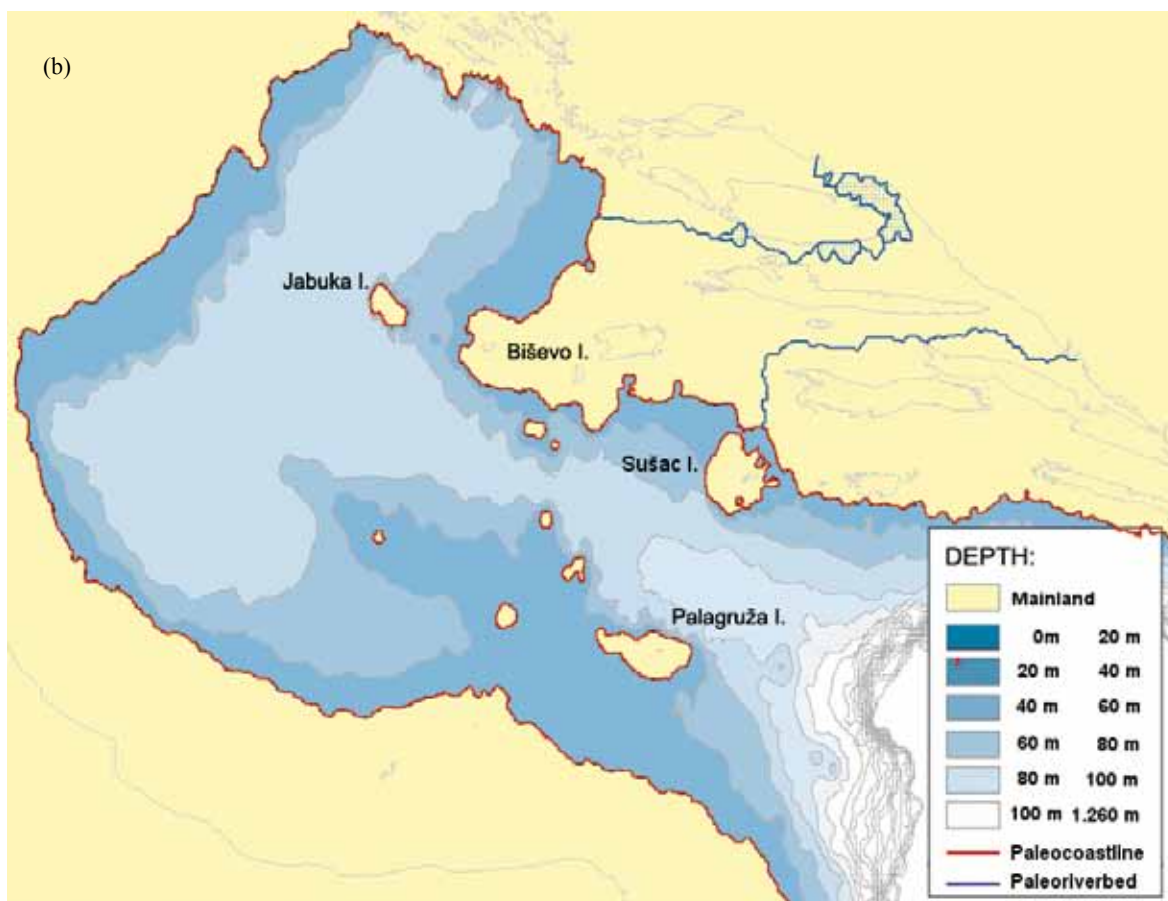 (b)
Jabuka I.
Biševo I.
Sušac I.
Palagruža I.
DEPTH:
Mainland
0m 20 m
20 m 40 m
40 m 60 m
60 m 80 m
80 m 100 m
100 m 1.260 m
Paleocoastline
Paleoriverbed